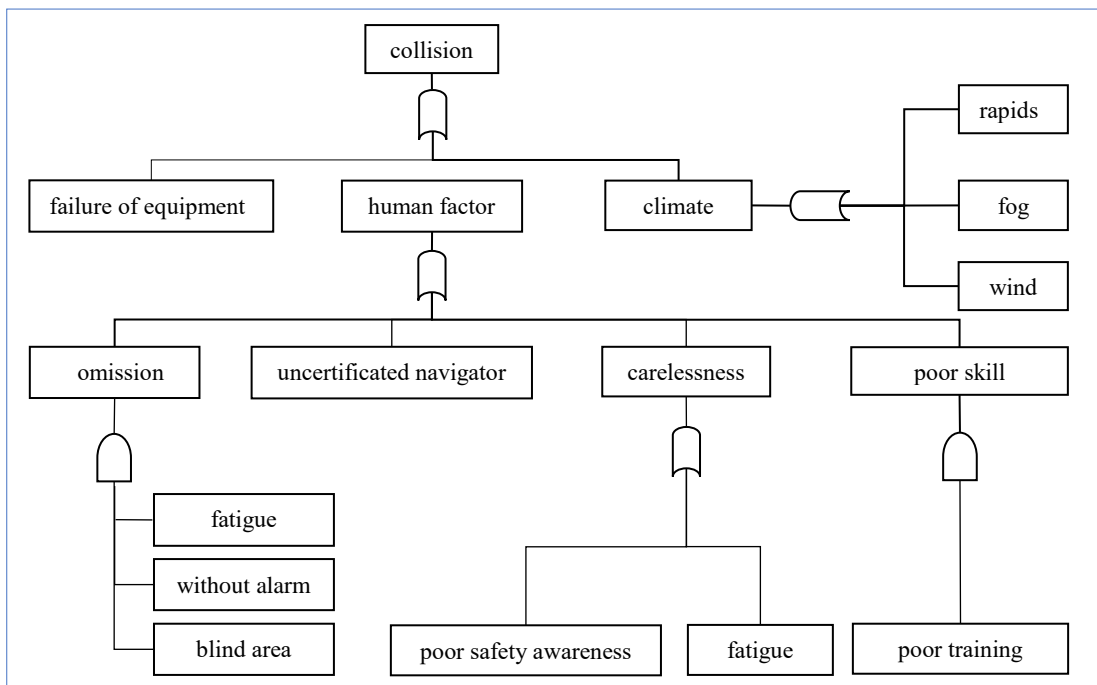 collision
rapids
failure of equipment
human factor
climate
fog
wind
omission
uncertificated navigator
carelessness
poor skill
fatigue
without alarm
blind area
poor safety awareness
fatigue
poor training